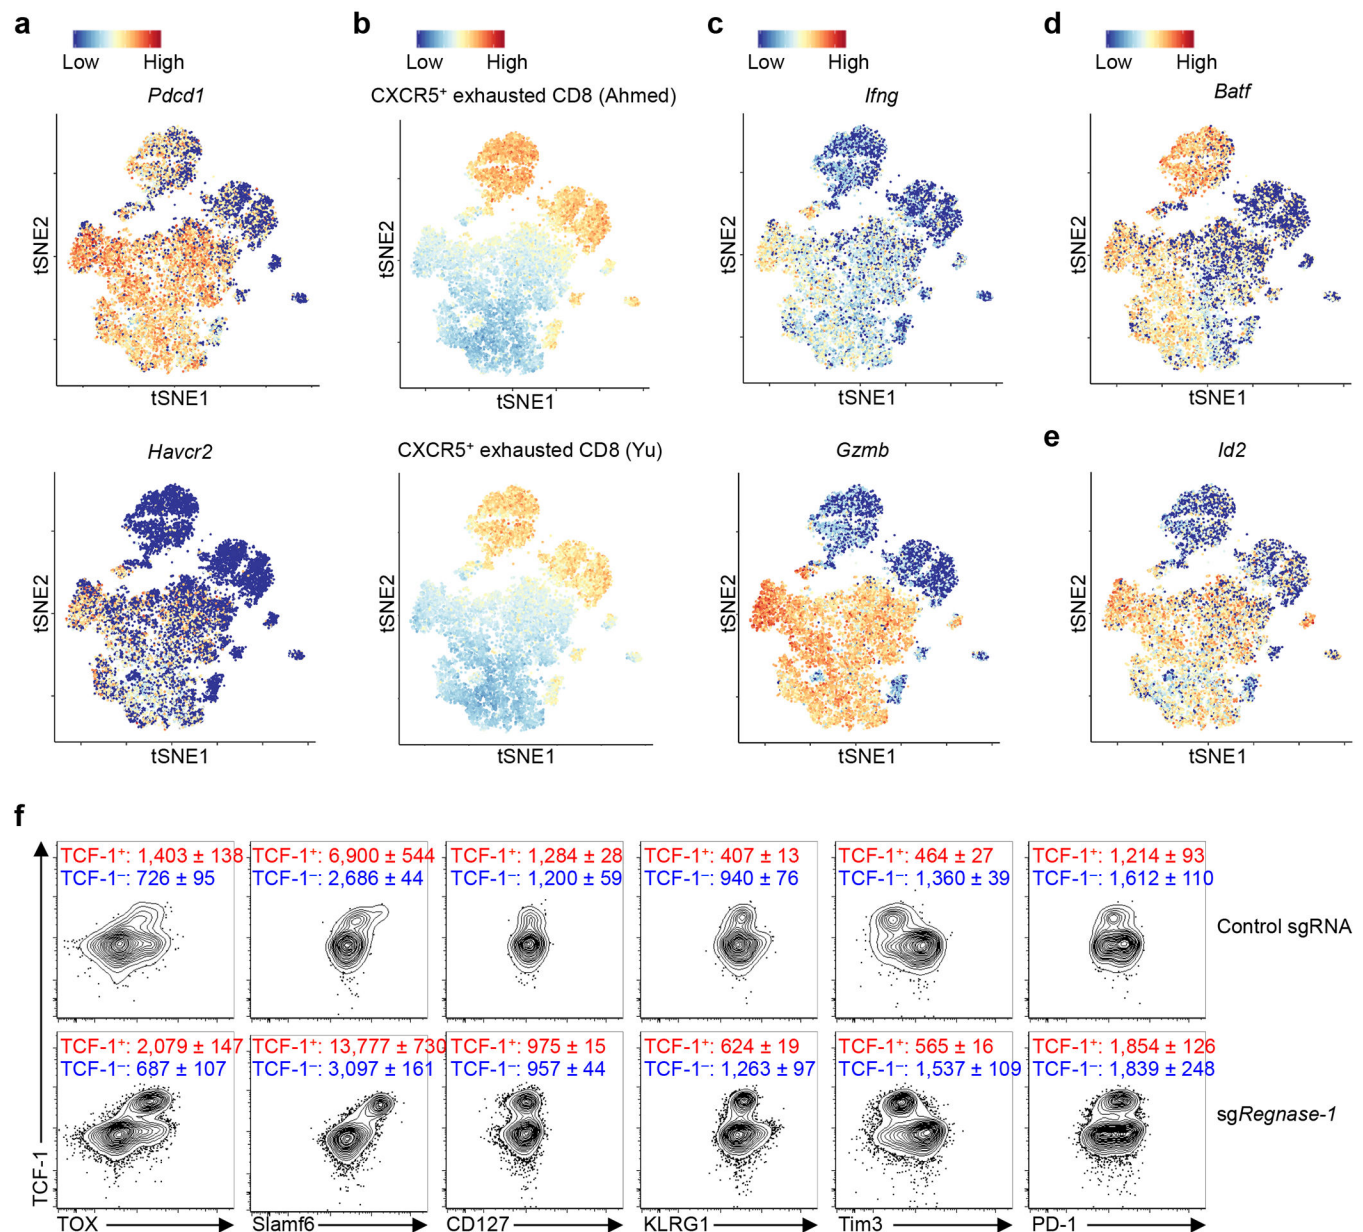 a
b
c
d
Low High
Low High
Low High
Low High
Pdcd1
CXCR5⁺ exhausted CD8 (Ahmed)
Ifng
Batf
tSNE2
tSNE2
tSNE2
tSNE2
tSNE1
tSNE1
tSNE1
tSNE1
Havcr2
CXCR5⁺ exhausted CD8 (Yu)
Gzmb
e
Id2
tSNE2
tSNE2
tSNE2
tSNE2
tSNE1
tSNE1
tSNE1
tSNE1
f
TCF-1⁺: 1,403 ± 138
TCF-1⁻: 726 ± 95
TCF-1⁺: 6,900 ± 544
TCF-1⁻: 2,686 ± 44
TCF-1⁺: 1,284 ± 28
TCF-1⁻: 1,200 ± 59
TCF-1⁺: 407 ± 13
TCF-1⁻: 940 ± 76
TCF-1⁺: 464 ± 27
TCF-1⁻: 1,360 ± 39
TCF-1⁺: 1,214 ± 93
TCF-1⁻: 1,612 ± 110
Control sgRNA
TCF-1⁺: 2,079 ± 147
TCF-1⁻: 687 ± 107
TCF-1⁺: 13,777 ± 730
TCF-1⁻: 3,097 ± 161
TCF-1⁺: 975 ± 15
TCF-1⁻: 957 ± 44
TCF-1⁺: 624 ± 19
TCF-1⁻: 1,263 ± 97
TCF-1⁺: 565 ± 16
TCF-1⁻: 1,537 ± 109
TCF-1⁺: 1,854 ± 126
TCF-1⁻: 1,839 ± 248
sgRegnase-1
TCF-1
TOX
Slamf6
CD127
KLRG1
Tim3
PD-1